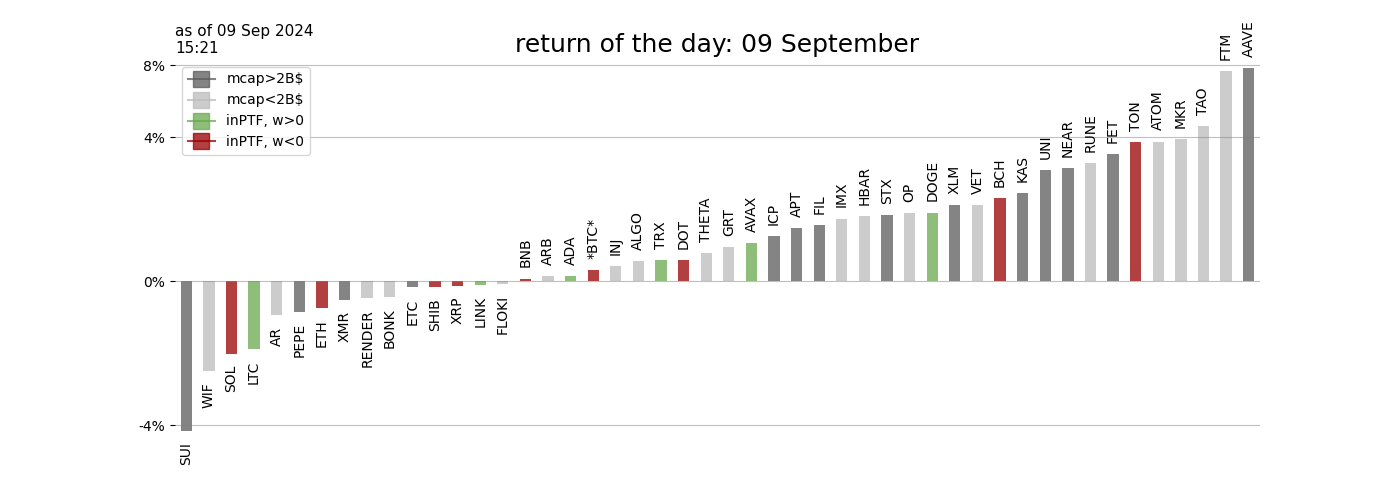 as of 09 Sep 2024
15:21
return of the day: 09 September
8%
4%
0%
-4%
mcap>2B$
mcap<2B$
inPTF, w>0
inPTF, w<0
SUI
WIF
SOL
LTC
AR
PEPE
ETH
XMR
RENDER
BONK
ETC
SHIB
XRP
LINK
FLOKI
BNB
ARB
ADA
*BTC*
INJ
ALGO
TRX
DOT
THETA
GRT
AVAX
ICP
APT
FIL
IMX
HBAR
STX
OP
DOGE
XLM
VET
BCH
KAS
UNI
NEAR
RUNE
FET
TON
ATOM
MKR
TAO
FTM
AAVE